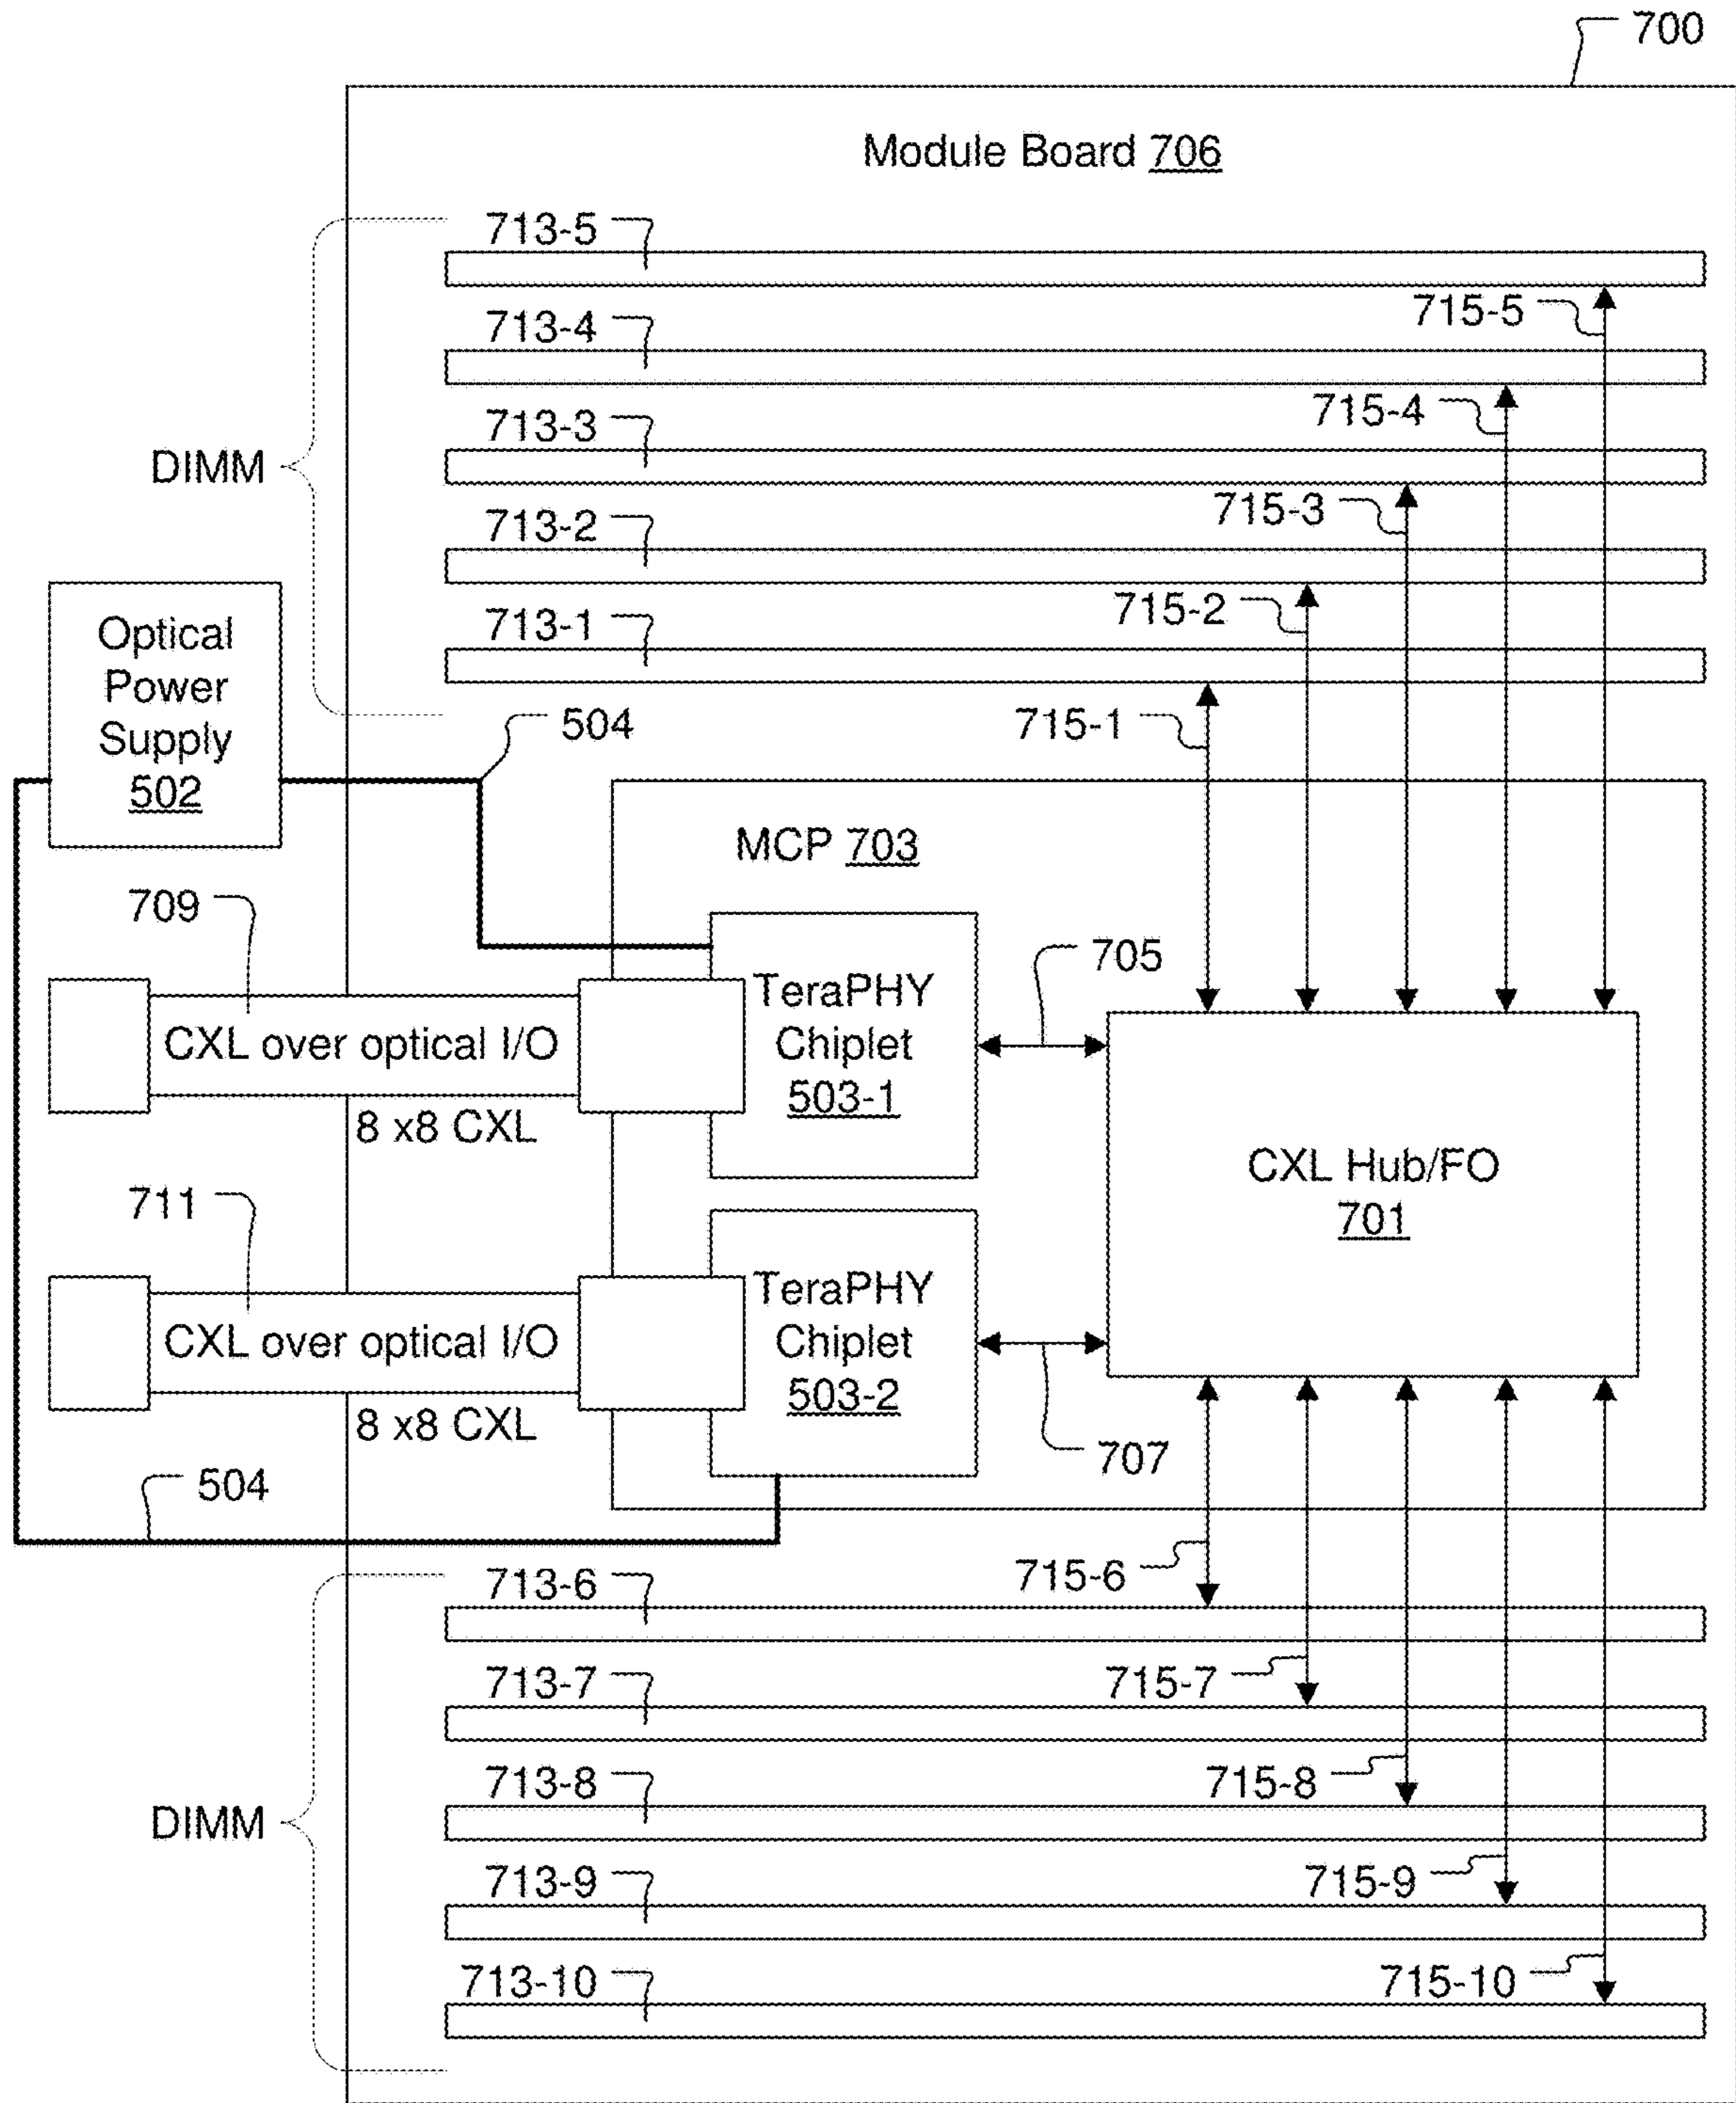 700
Module Board 706
713-5
715-5
713-4
715-4
713-3
DIMM
715-3
713-2
715-2
713-1
Optical
Power
Supply
502
715-1
504
MCP 703
709
705
TeraPHY
Chiplet
503-1
CXL over optical I/O
8 x8 CXL
CXL Hub/FO
701
711
TeraPHY
Chiplet
503-2
CXL over optical I/O
8 x8 CXL
707
504
715-6
713-6
713-7
715-7
713-8
715-8
DIMM
713-9
715-9
713-10
715-10